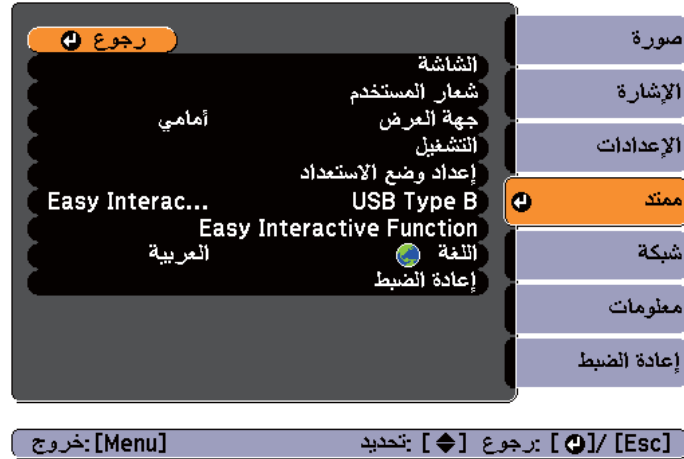 رجوع
الشاشة
شعار المستخدم
جهة العرض أمامي
التشغيل
إعداد وضع الاستعداد
USB Type B Easy Interac...
Easy Interactive Function
اللغة العربية
إعادة الضبط
صورة
الإشارة
الإعدادات
ممتد
شبكة
معلومات
إعادة الضبط
[Esc] /[ ] :رجوع [ ] :تحديد [Menu] :خروج